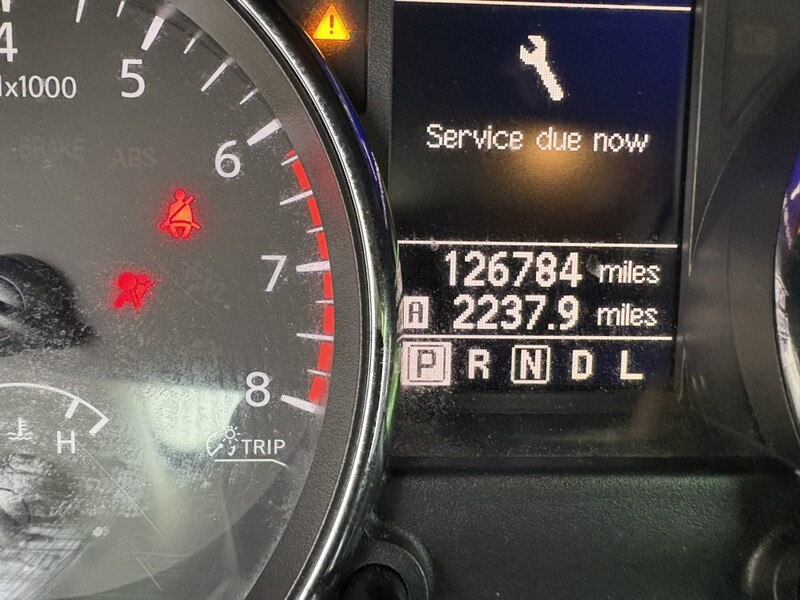 4
x1000
5
BRAKE ABS
6
7
8
H
TRIP
Service due now
126784 miles
A 2237.9 miles
P R N D L